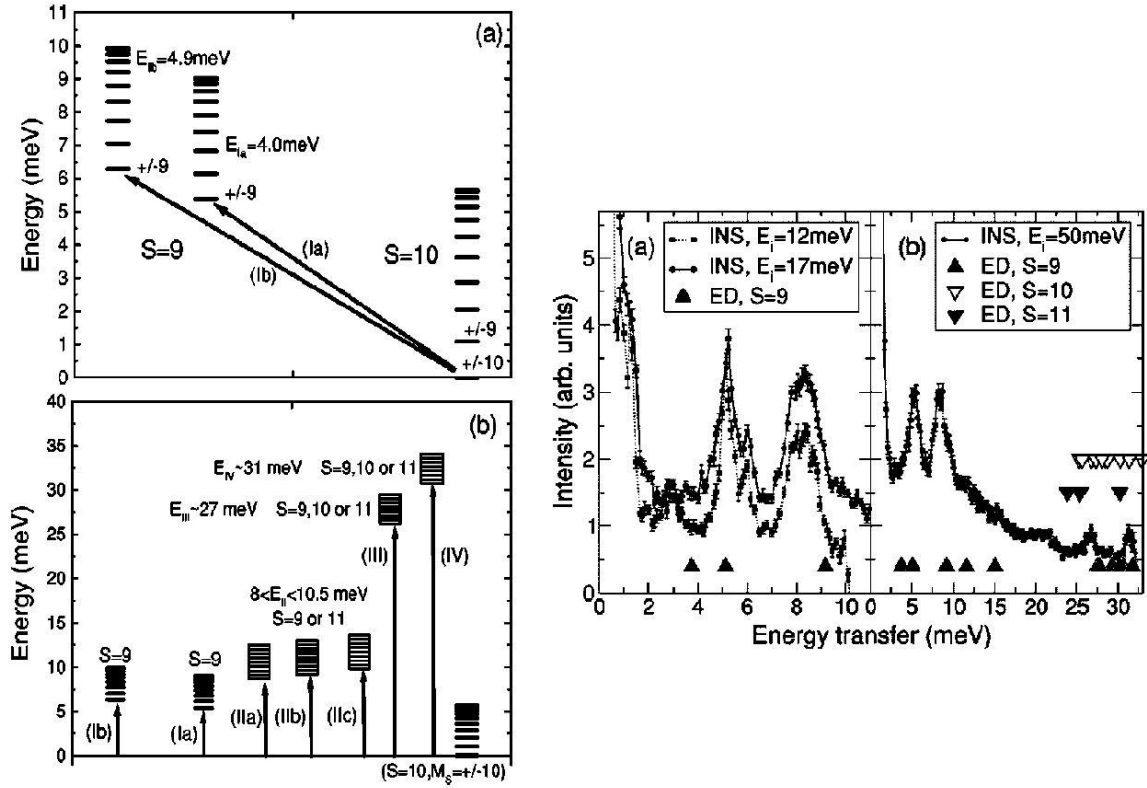 (a)
11
10
9
8
7
6
5
4
3
2
1
0
Energy (meV)
E_Ib=4.9meV
E_Ia=4.0meV
+/-9
+/-9
S=9
(Ia)
(Ib)
S=10
+/-9
+/-10
(b)
40
35
30
25
20
15
10
5
0
Energy (meV)
E_IV~31 meV S=9,10 or 11
E_III~27 meV S=9,10 or 11
(III)
(IV)
8<E_II<10.5 meV
S=9 or 11
S=9
S=9
(Ib)
(Ia)
(IIa)
(IIb)
(IIc)
(S=10,M_S=+/-10)
(a)
INS, E_i=12meV
INS, E_i=17meV
ED, S=9
(b)
INS, E_i=50meV
ED, S=9
ED, S=10
ED, S=11
Intensity (arb. units)
5
4
3
2
1
0
0 2 4 6 8 10
0 5 10 15 20 25 30
Energy transfer (meV)